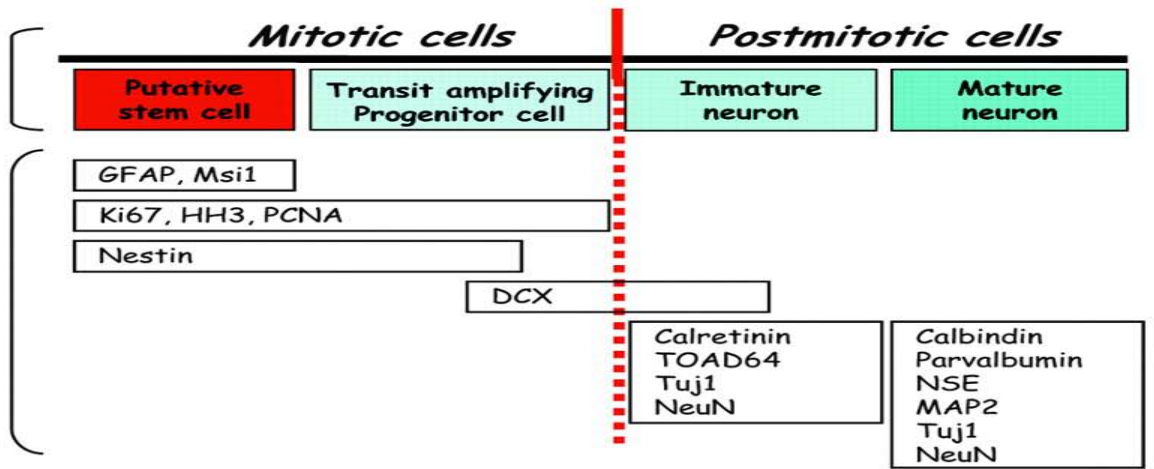 Mitotic cells
Postmitotic cells
Putative
stem cell
Transit amplifying
Progenitor cell
Immature
neuron
Mature
neuron
GFAP, Msi1
Ki67, HH3, PCNA
Nestin
DCX
Calretinin
TOAD64
Tuj1
NeuN
Calbindin
Parvalbumin
NSE
MAP2
Tuj1
NeuN